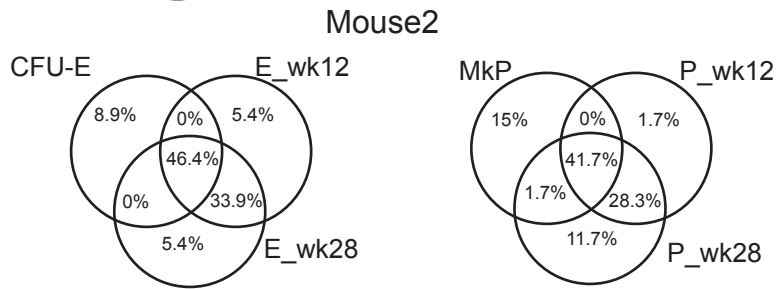 Mouse2
CFU-E
E_wk12
8.9%
0%
5.4%
46.4%
0%
33.9%
5.4%
E_wk28
MkP
P_wk12
15%
0%
1.7%
41.7%
1.7%
28.3%
11.7%
P_wk28